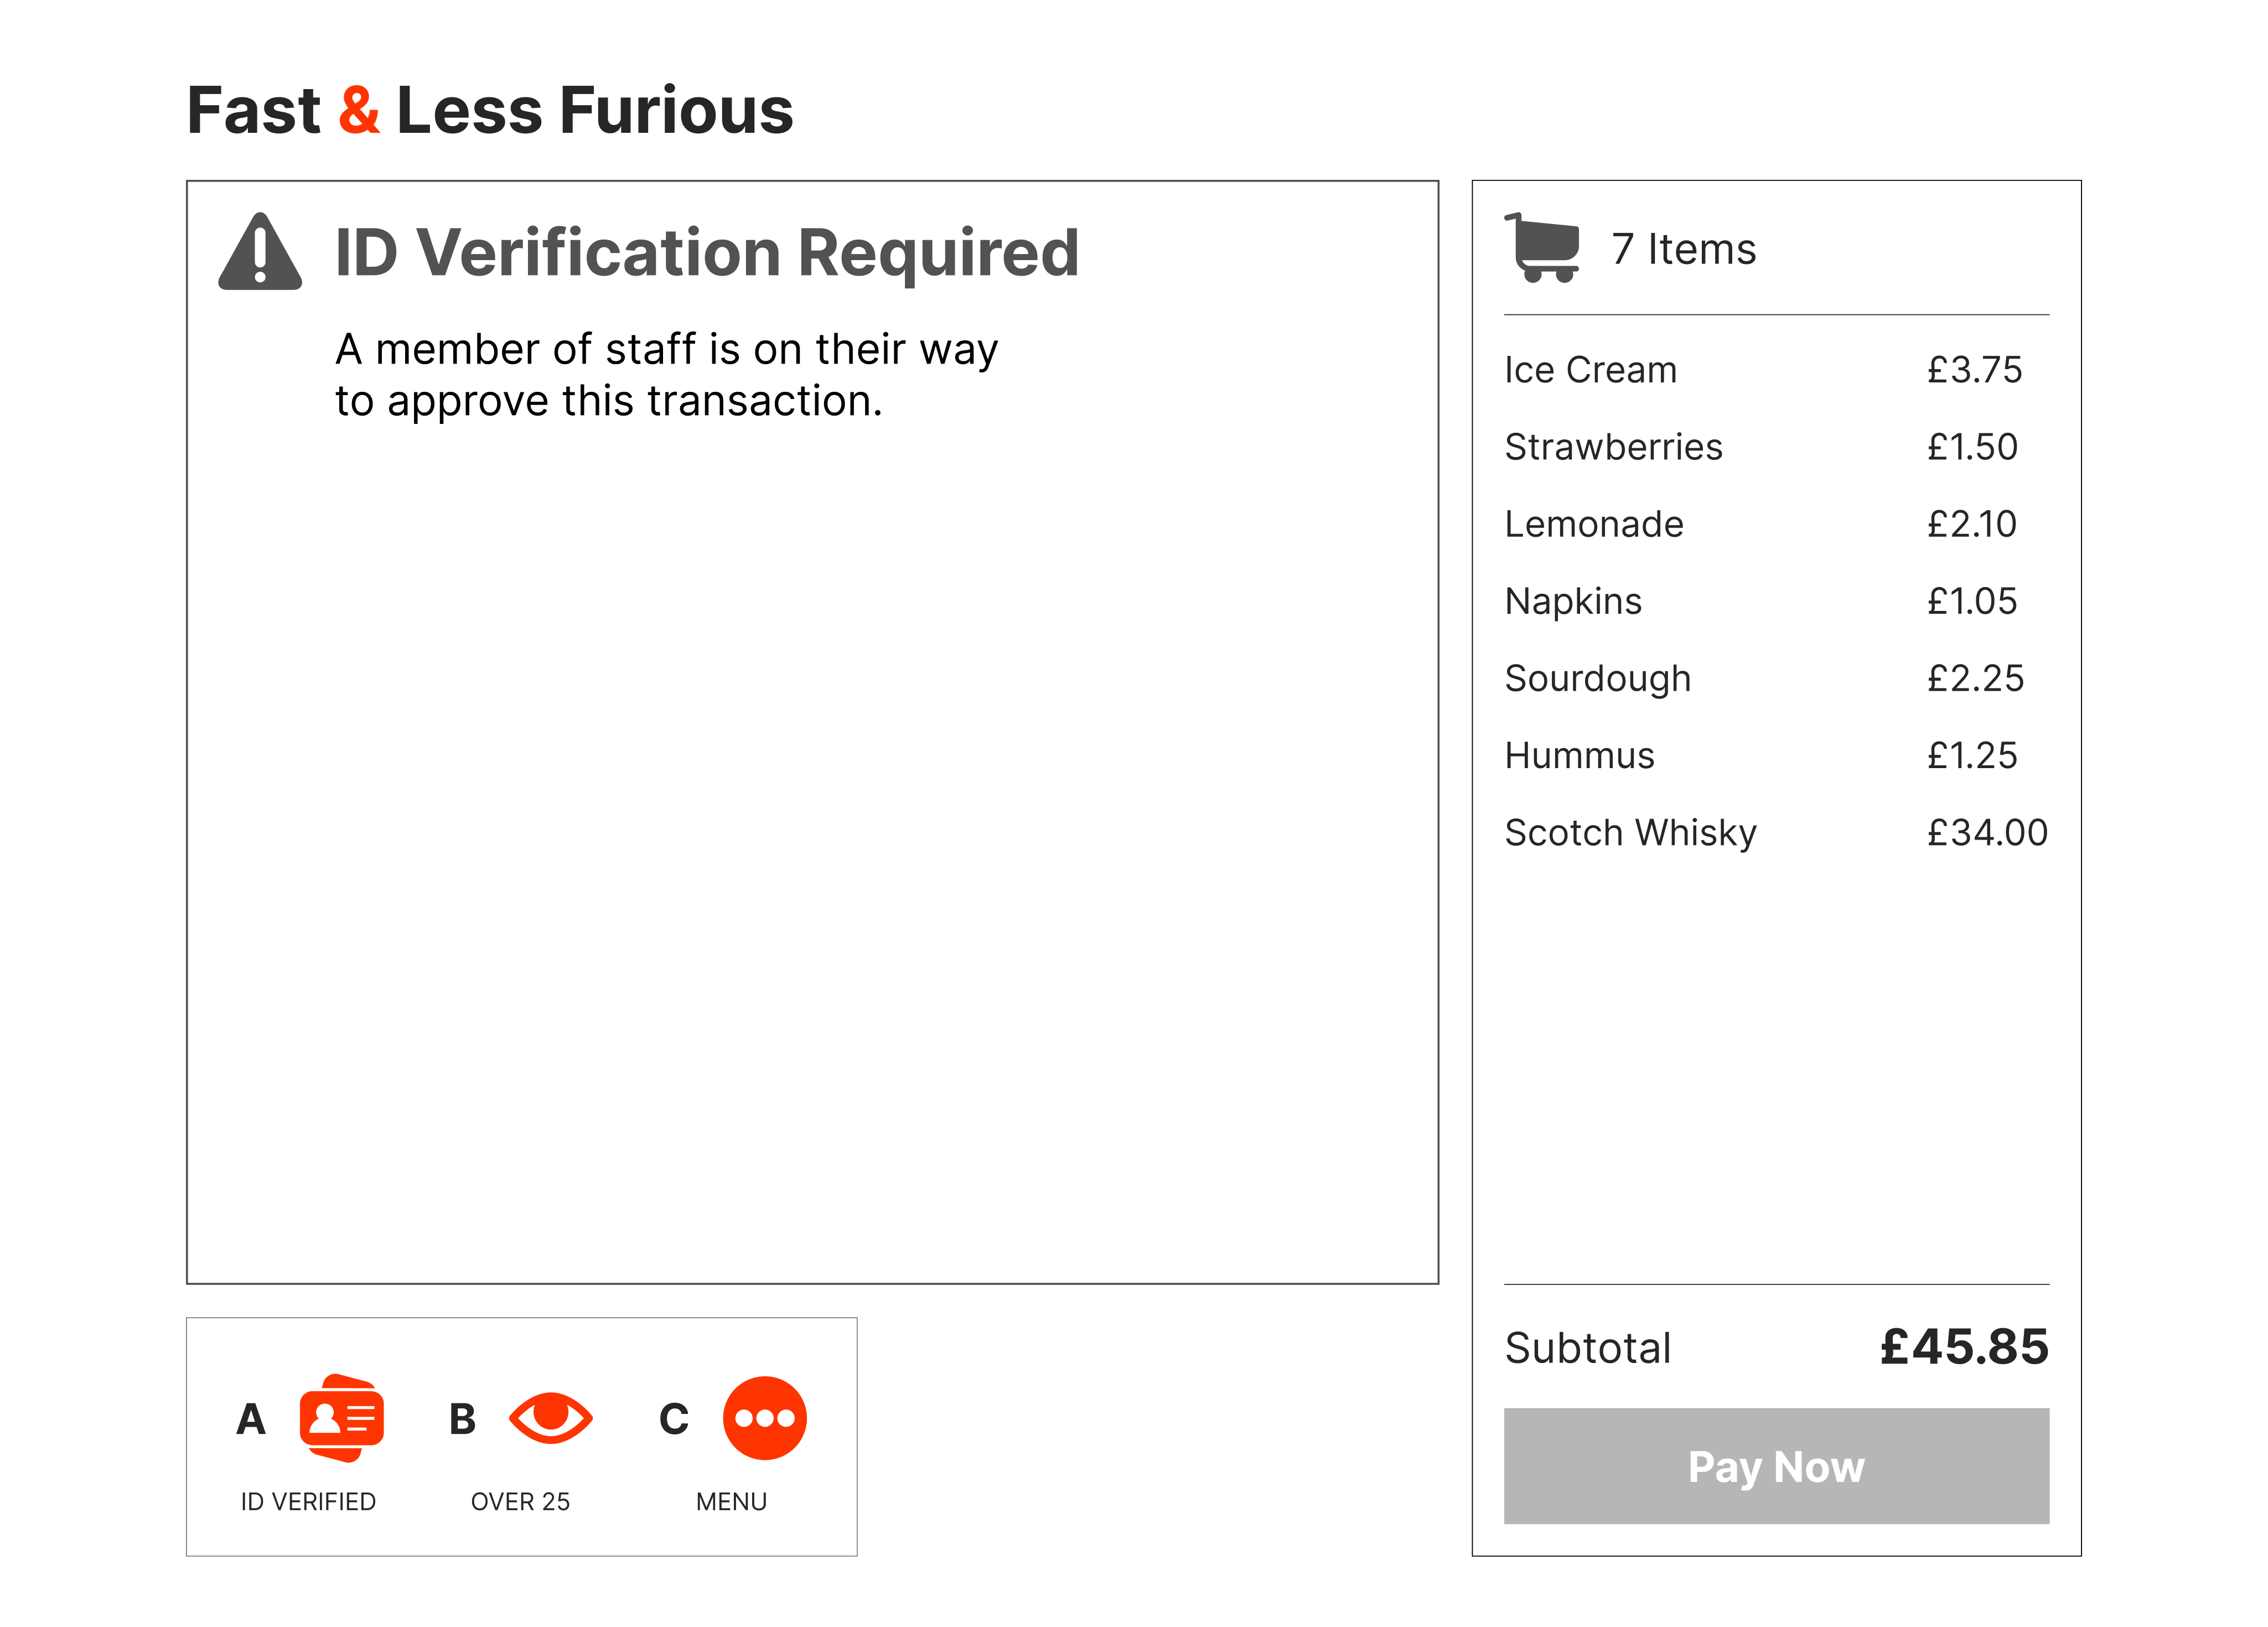 Fast & Less Furious
ID Verification Required
A member of staff is on their way
to approve this transaction.
7 Items
Ice Cream £3.75
Strawberries £1.50
Lemonade £2.10
Napkins £1.05
Sourdough £2.25
Hummus £1.25
Scotch Whisky £34.00
Subtotal £45.85
Pay Now
A B C
ID VERIFIED OVER 25 MENU